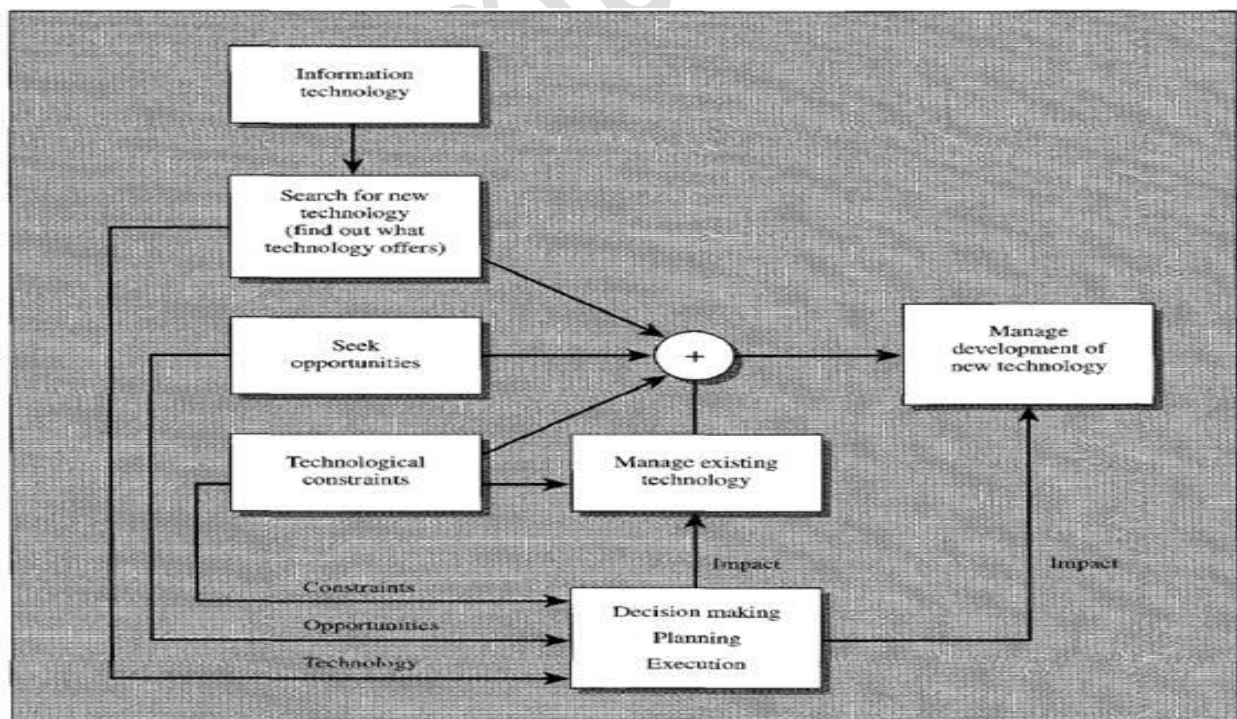 Information
technology
Search for new
technology
(find out what
technology offers)
Seek
opportunities
+
Manage
development of
new technology
Technological
constraints
Manage existing
technology
Impact
Impact
Constraints
Opportunities
Technology
Decision making
Planning
Execution